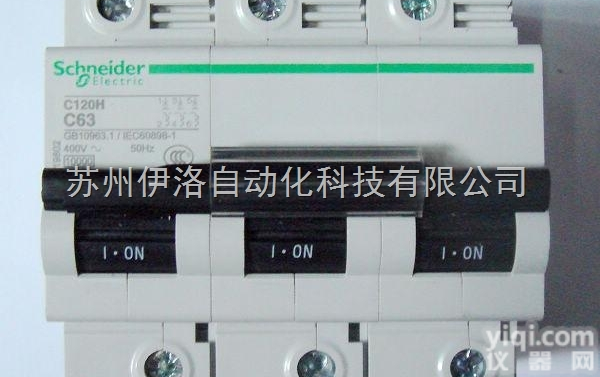 Schneider
Electric
C120H
C63
GB10963.1 / IEC60898-1
400V ~ 50Hz
10000
苏州伊洛自动化科技有限公司
I·ON I·ON I·ON
yiqi.com
仪器网